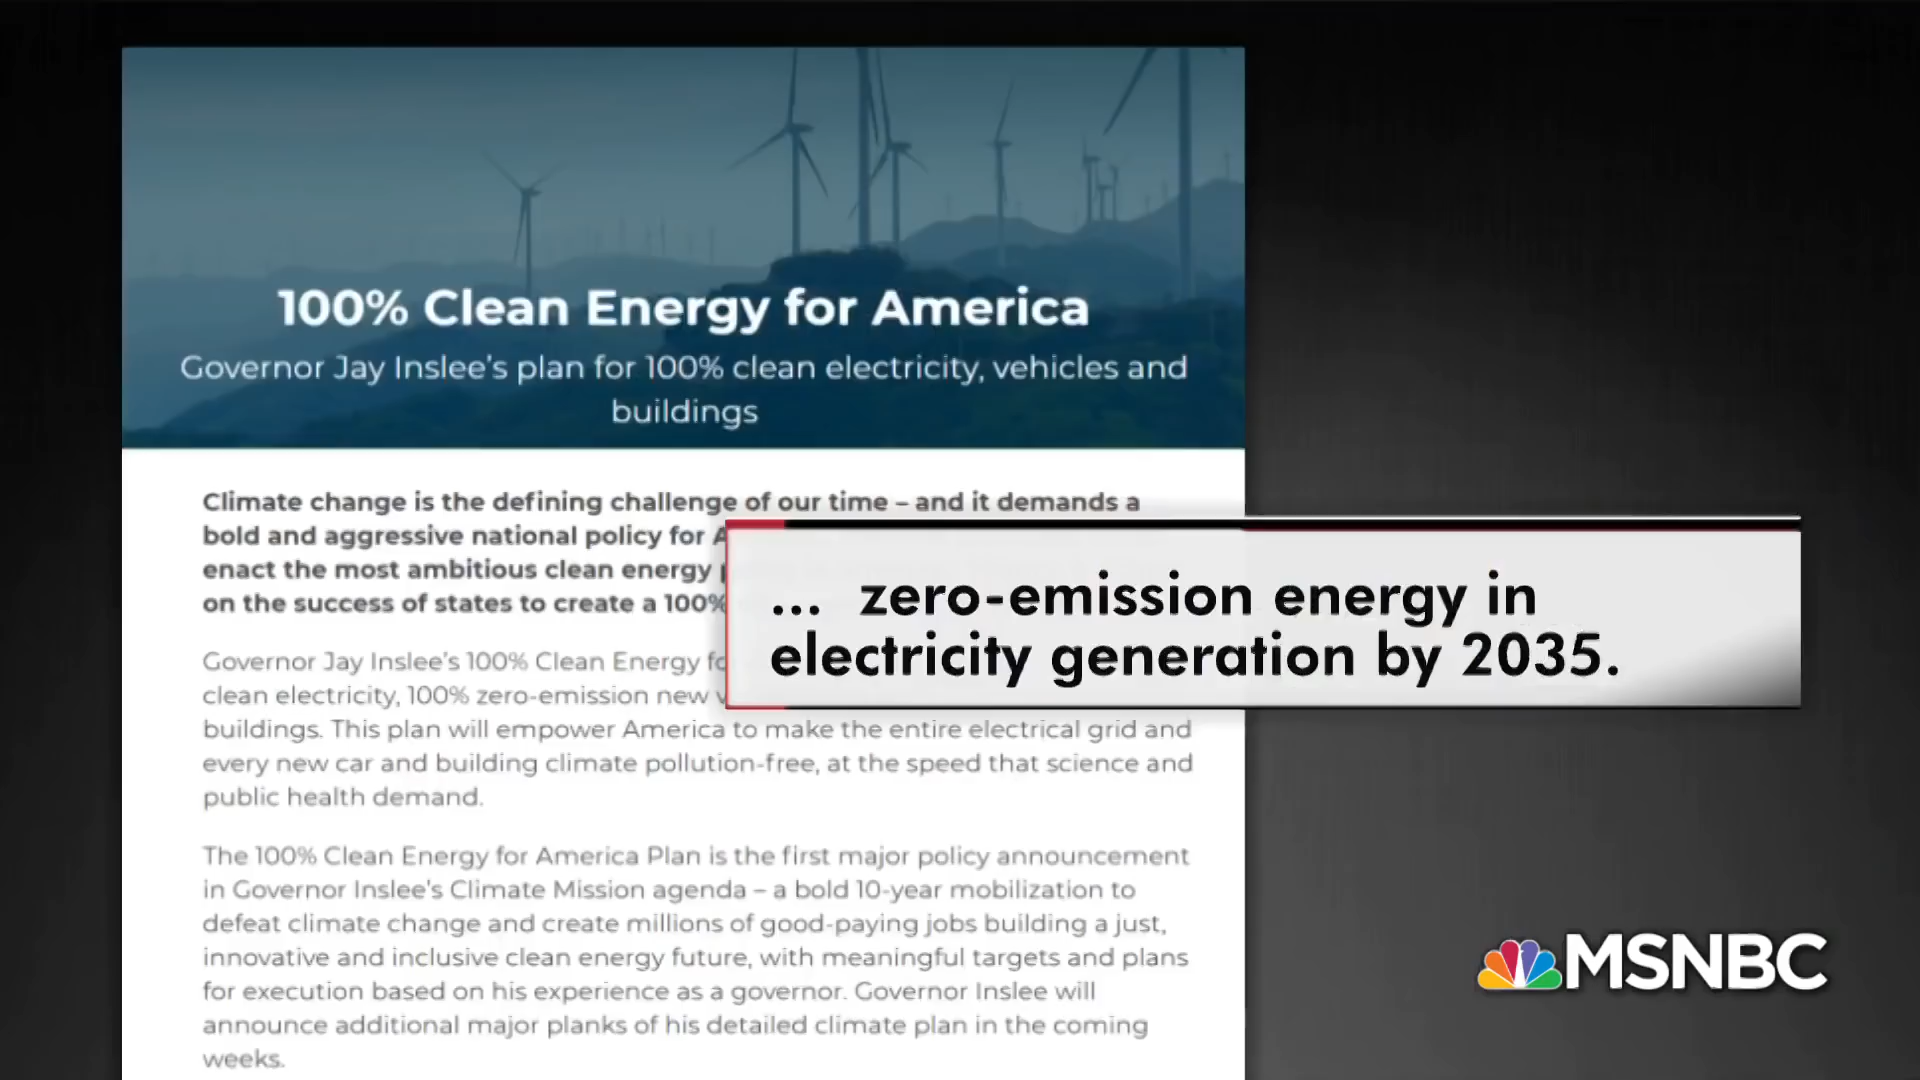 100% Clean Energy for America
Governor Jay Inslee's plan for 100% clean electricity, vehicles and
buildings
Climate change is the defining challenge of our time – and it demands a
bold and aggressive national policy for
enact the most ambitious clean energy
on the success of states to create a 100%
... zero-emission energy in
electricity generation by 2035.
Governor Jay Inslee's 100% Clean Energy
clean electricity, 100% zero-emission new
buildings. This plan will empower America to make the entire electrical grid and
every new car and building climate pollution-free, at the speed that science and
public health demand.
The 100% Clean Energy for America Plan is the first major policy announcement
in Governor Inslee's Climate Mission agenda – a bold 10-year mobilization to
defeat climate change and create millions of good-paying jobs building a just,
innovative and inclusive clean energy future, with meaningful targets and plans
for execution based on his experience as a governor. Governor Inslee will
announce additional major planks of his detailed climate plan in the coming
weeks.
MSNBC